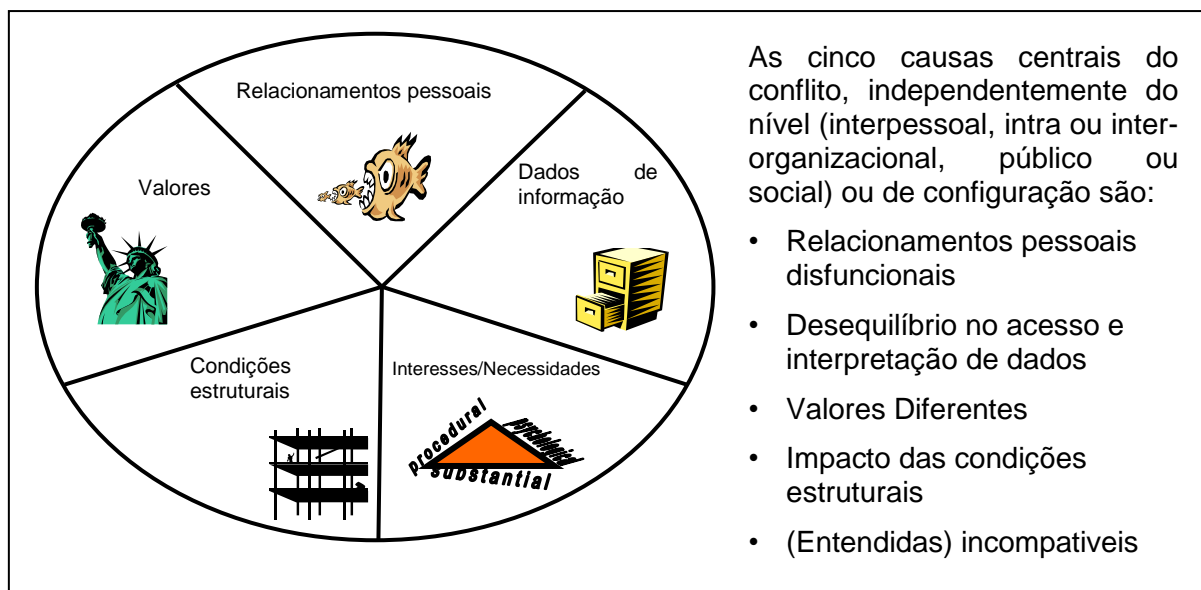 Relacionamentos pessoais
Valores
Dados de
informação
Condições
estruturais
Interesses/Necessidades
procedural
psychological
substantial
As cinco causas centrais do
conflito, independentemente do
nível (interpessoal, intra ou inter-
organizacional, público ou
social) ou de configuração são:
• Relacionamentos pessoais
disfuncionais
• Desequilíbrio no acesso e
interpretação de dados
• Valores Diferentes
• Impacto das condições
estruturais
• (Entendidas) incompativeis